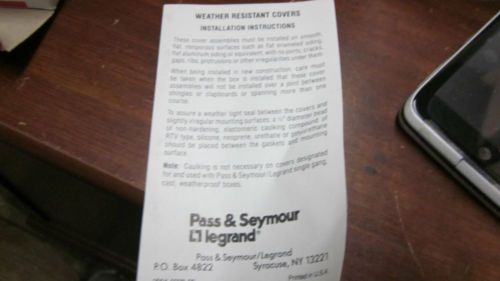 WEATHER RESISTANT COVERS
INSTALLATION INSTRUCTIONS
These cover assemblies must be installed on smooth,
flat, nonporous surfaces such as flat enameled siding,
flat aluminum siding or equivalent, with no joints, cracks,
gaps, ribs, protrusions or other irregularities under them.
When being installed in new construction, care must
be taken when the box is installed that these cover
assemblies will not be installed over a joint between
shingles or clapboards or spanning more than one
course.
To assure a weather tight seal between the covers and
slightly irregular mounting surfaces, a diameter bead
of non-hardening, elastomeric caulking compound of
RTV type, silicone, neoprene, urethane or polyurethane
should be placed between the gaskets and mounting
surface.
Note: Caulking is not necessary on covers designated
for and used with Pass & Seymour/Legrand single gang,
cast, weatherproof boxes.
Pass & Seymour
legrand®
Pass & Seymour/Legrand
P.O. Box 4822 Syracuse, NY 13221
Printed in U.S.A.